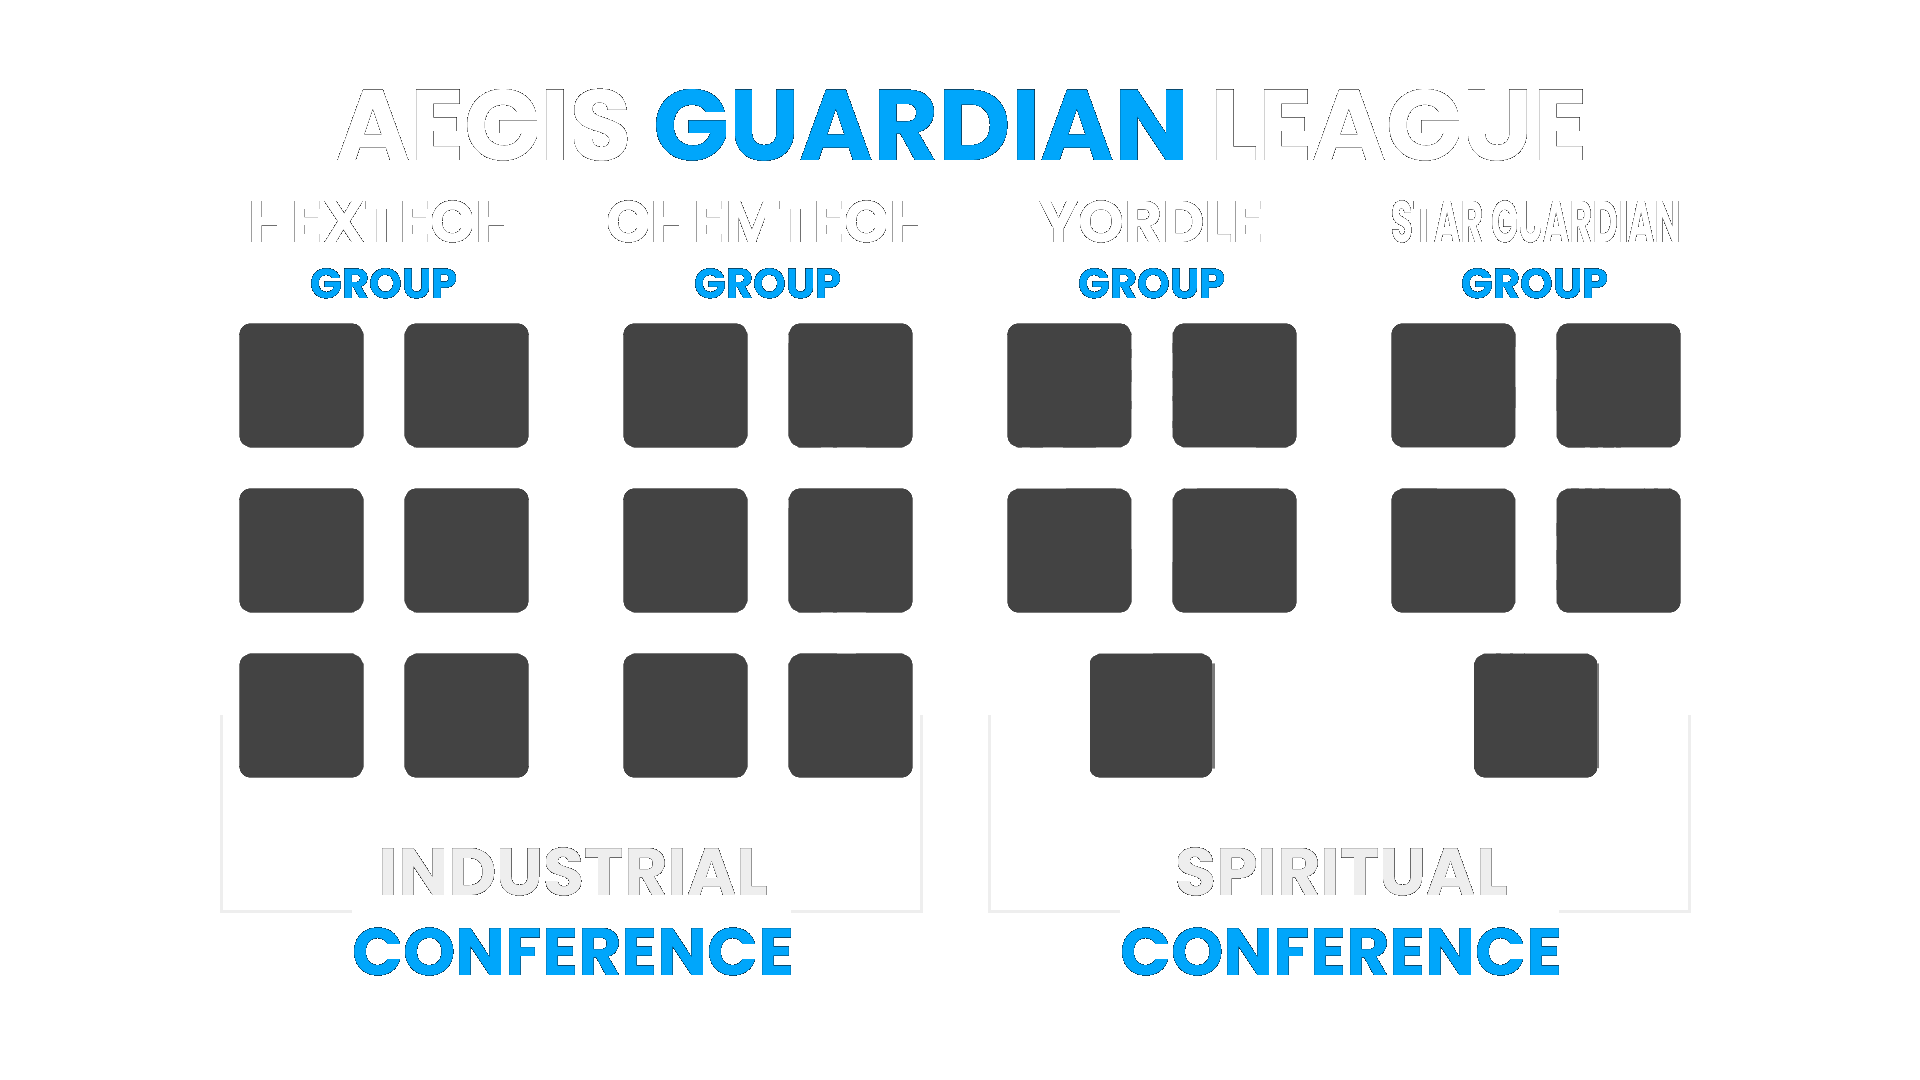 AEGIS GUARDIAN LEAGUE
HEXTECH CHEMTECH YORDLE STAR GUARDIAN
GROUP GROUP GROUP GROUP
INDUSTRIAL SPIRITUAL
CONFERENCE CONFERENCE